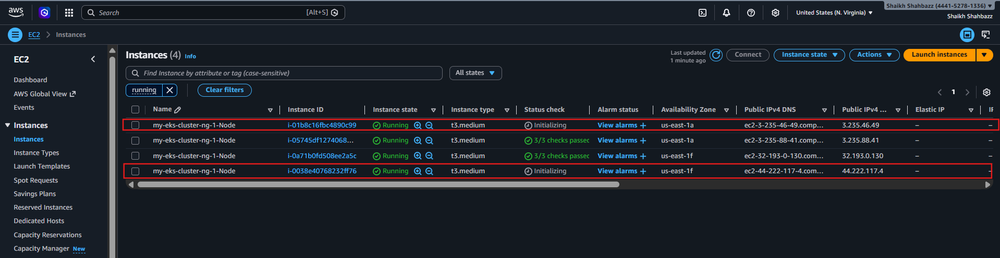 aws Search [Alt+S] United States (N. Virginia) Shaikh Shahbazz (4441-5278-1336)
Shaikh Shahbazz
EC2 Instances
EC2
Dashboard
AWS Global View
Events
Instances
Instances
Instance Types
Launch Templates
Spot Requests
Savings Plans
Reserved Instances
Dedicated Hosts
Capacity Reservations
Capacity Manager New
Instances (4) Info
Last updated
1 minute ago
Connect Instance state Actions Launch instances
Find Instance by attribute or tag (case-sensitive) All states
running Clear filters
1
Name Instance ID Instance state Instance type Status check Alarm status Availability Zone Public IPv4 DNS Public IPv4 ... Elastic IP
my-eks-cluster-ng-1-Node i-01b8c16fbc4890c99 Running t3.medium Initializing View alarms + us-east-1a ec2-3-235-46-49.comp... 3.235.46.49 – –
my-eks-cluster-ng-1-Node i-05745df1274068... Running t3.medium 3/3 checks passed View alarms + us-east-1a ec2-3-235-88-41.comp... 3.235.88.41 – –
my-eks-cluster-ng-1-Node i-0a71b0fd508ee2a5c Running t3.medium 3/3 checks passed View alarms + us-east-1f ec2-32-193-0-130.com... 32.193.0.130 – –
my-eks-cluster-ng-1-Node i-0038e40768232ff76 Running t3.medium Initializing View alarms + us-east-1f ec2-44-222-117-4.com... 44.222.117.4 – –